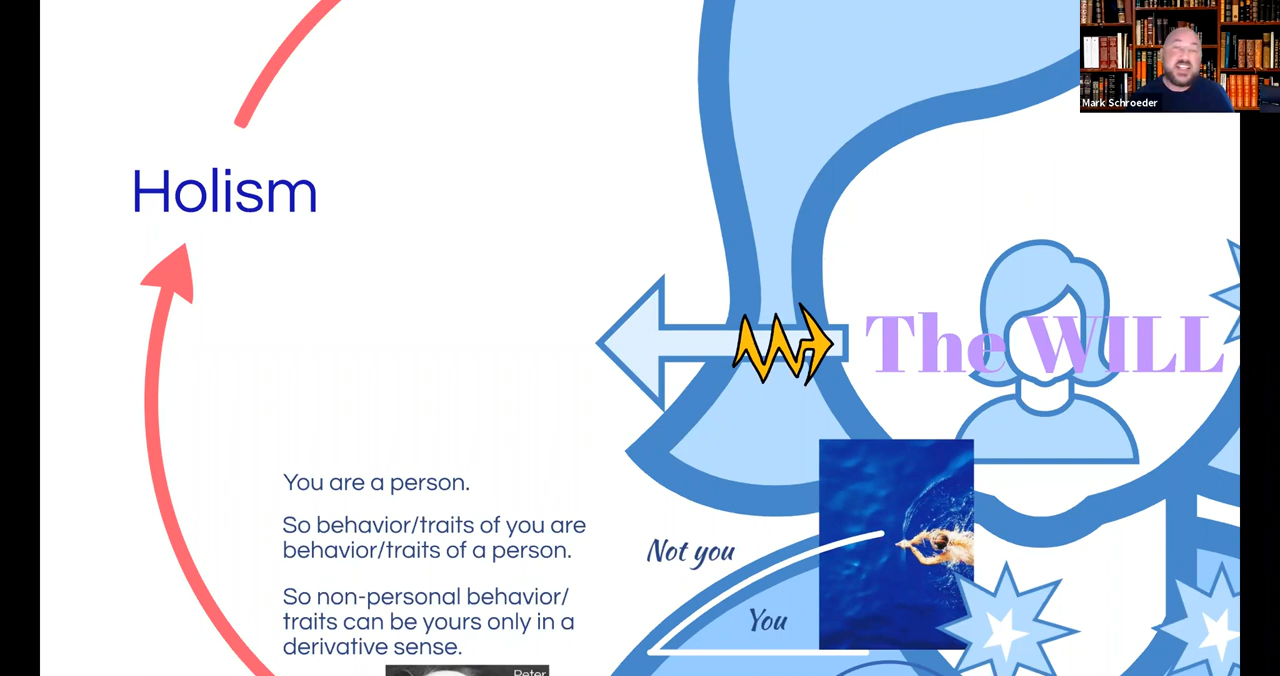 Mark Schroeder
Holism
The WILL
You are a person.
So behavior/traits of you are
behavior/traits of a person.
So non-personal behavior/
traits can be yours only in a
derivative sense.
Not you
You
Peter